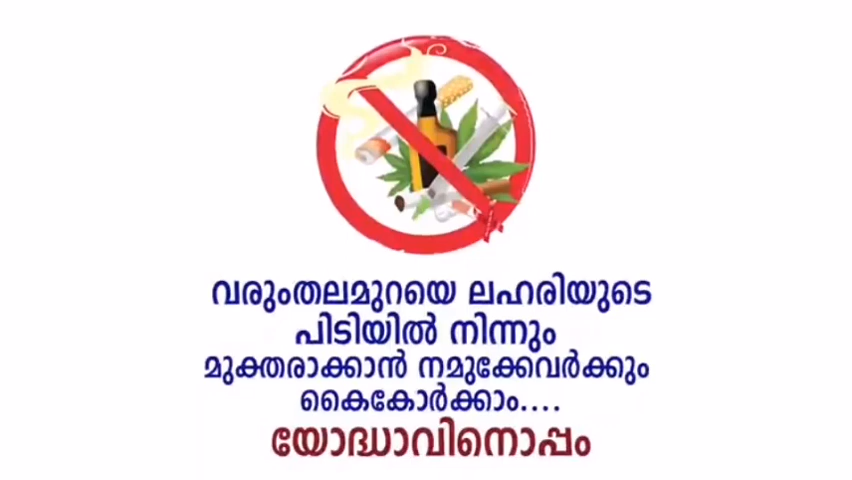 വരുംതലമുറയെ ലഹരിയുടെ
പിടിയിൽ നിന്നും
മുക്തരാക്കാൻ നമുക്കേവർക്കും
കൈകോർക്കാം....
യോദ്ധാവിനൊപ്പം